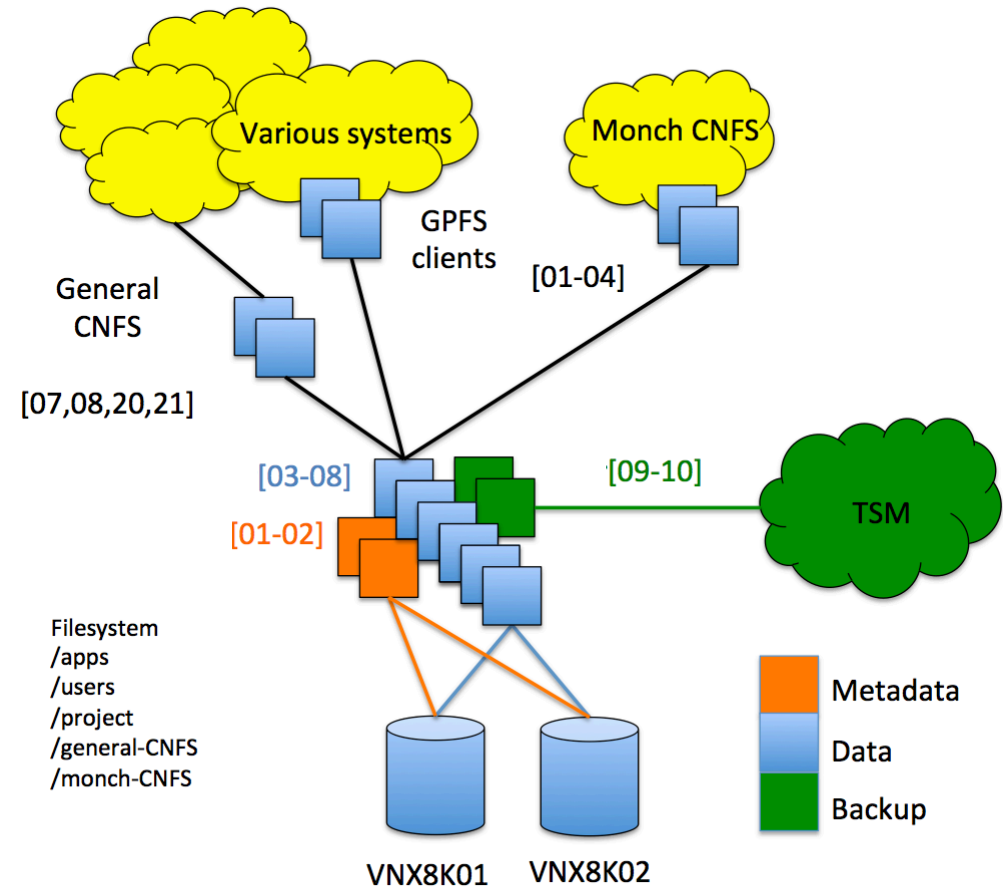 Various systems
Monch CNFS
GPFS
clients
[01-04]
General
CNFS
[07,08,20,21]
[03-08]
[09-10]
[01-02]
TSM
Filesystem
/apps
/users
/project
/general-CNFS
/monch-CNFS
Metadata
Data
Backup
VNX8K01
VNX8K02